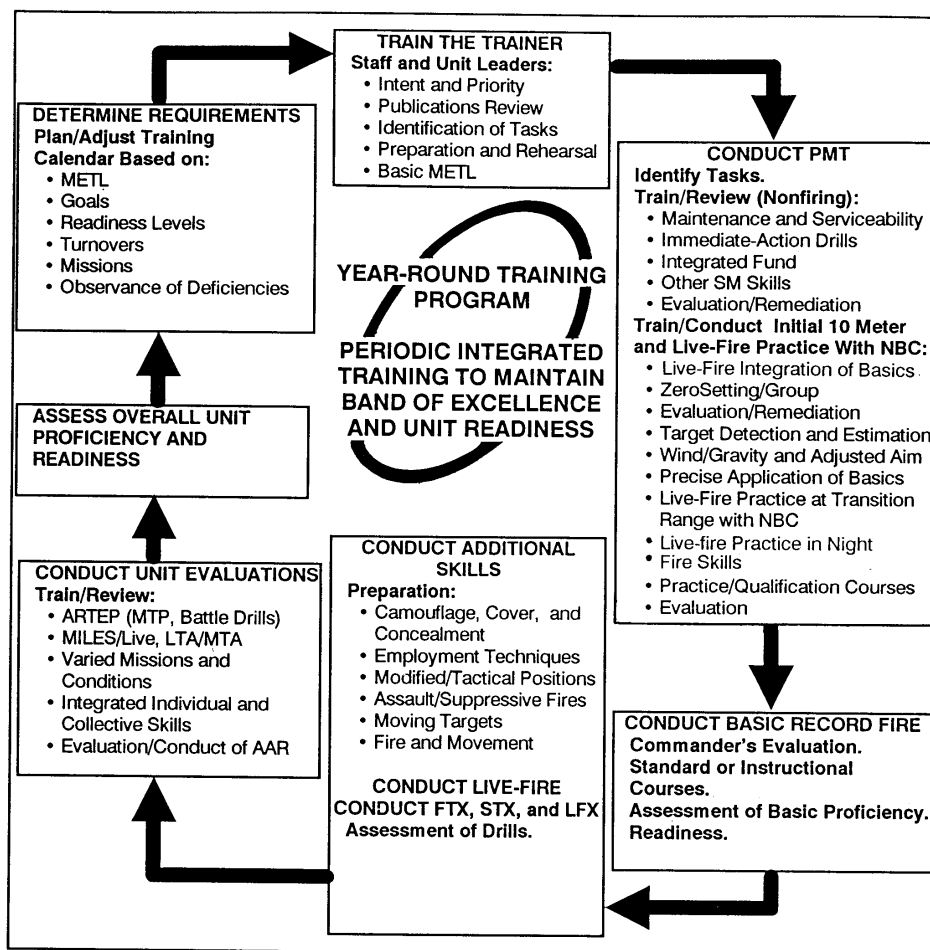 TRAIN THE TRAINER
Staff and Unit Leaders:
• Intent and Priority
• Publications Review
• Identification of Tasks
• Preparation and Rehearsal
• Basic METL
CONDUCT PMT
Identify Tasks.
Train/Review (Nonfiring):
• Maintenance and Serviceability
• Immediate-Action Drills
• Integrated Fund
• Other SM Skills
• Evaluation/Remediation
Train/Conduct Initial 10 Meter
and Live-Fire Practice With NBC:
• Live-Fire Integration of Basics
• ZeroSetting/Group
• Evaluation/Remediation
• Target Detection and Estimation
• Wind/Gravity and Adjusted Aim
• Precise Application of Basics
• Live-Fire Practice at Transition
Range with NBC
• Live-fire Practice in Night
• Fire Skills
• Practice/Qualification Courses
• Evaluation
CONDUCT BASIC RECORD FIRE
Commander's Evaluation.
Standard or Instructional
Courses.
Assessment of Basic Proficiency.
Readiness.
CONDUCT ADDITIONAL
SKILLS
Preparation:
• Camouflage, Cover, and
Concealment
• Employment Techniques
• Modified/Tactical Positions
• Assault/Suppressive Fires
• Moving Targets
• Fire and Movement
CONDUCT LIVE-FIRE
CONDUCT FTX, STX, and LFX
Assessment of Drills.
CONDUCT UNIT EVALUATIONS
Train/Review:
• ARTEP (MTP, Battle Drills)
• MILES/Live, LTA/MTA
• Varied Missions and
Conditions
• Integrated Individual and
Collective Skills
• Evaluation/Conduct of AAR
ASSESS OVERALL UNIT
PROFICIENCY AND
READINESS
DETERMINE REQUIREMENTS
Plan/Adjust Training
Calendar Based on:
• METL
• Goals
• Readiness Levels
• Turnovers
• Missions
• Observance of Deficiencies
YEAR-ROUND TRAINING
PROGRAM
PERIODIC INTEGRATED
TRAINING TO MAINTAIN
BAND OF EXCELLENCE
AND UNIT READINESS